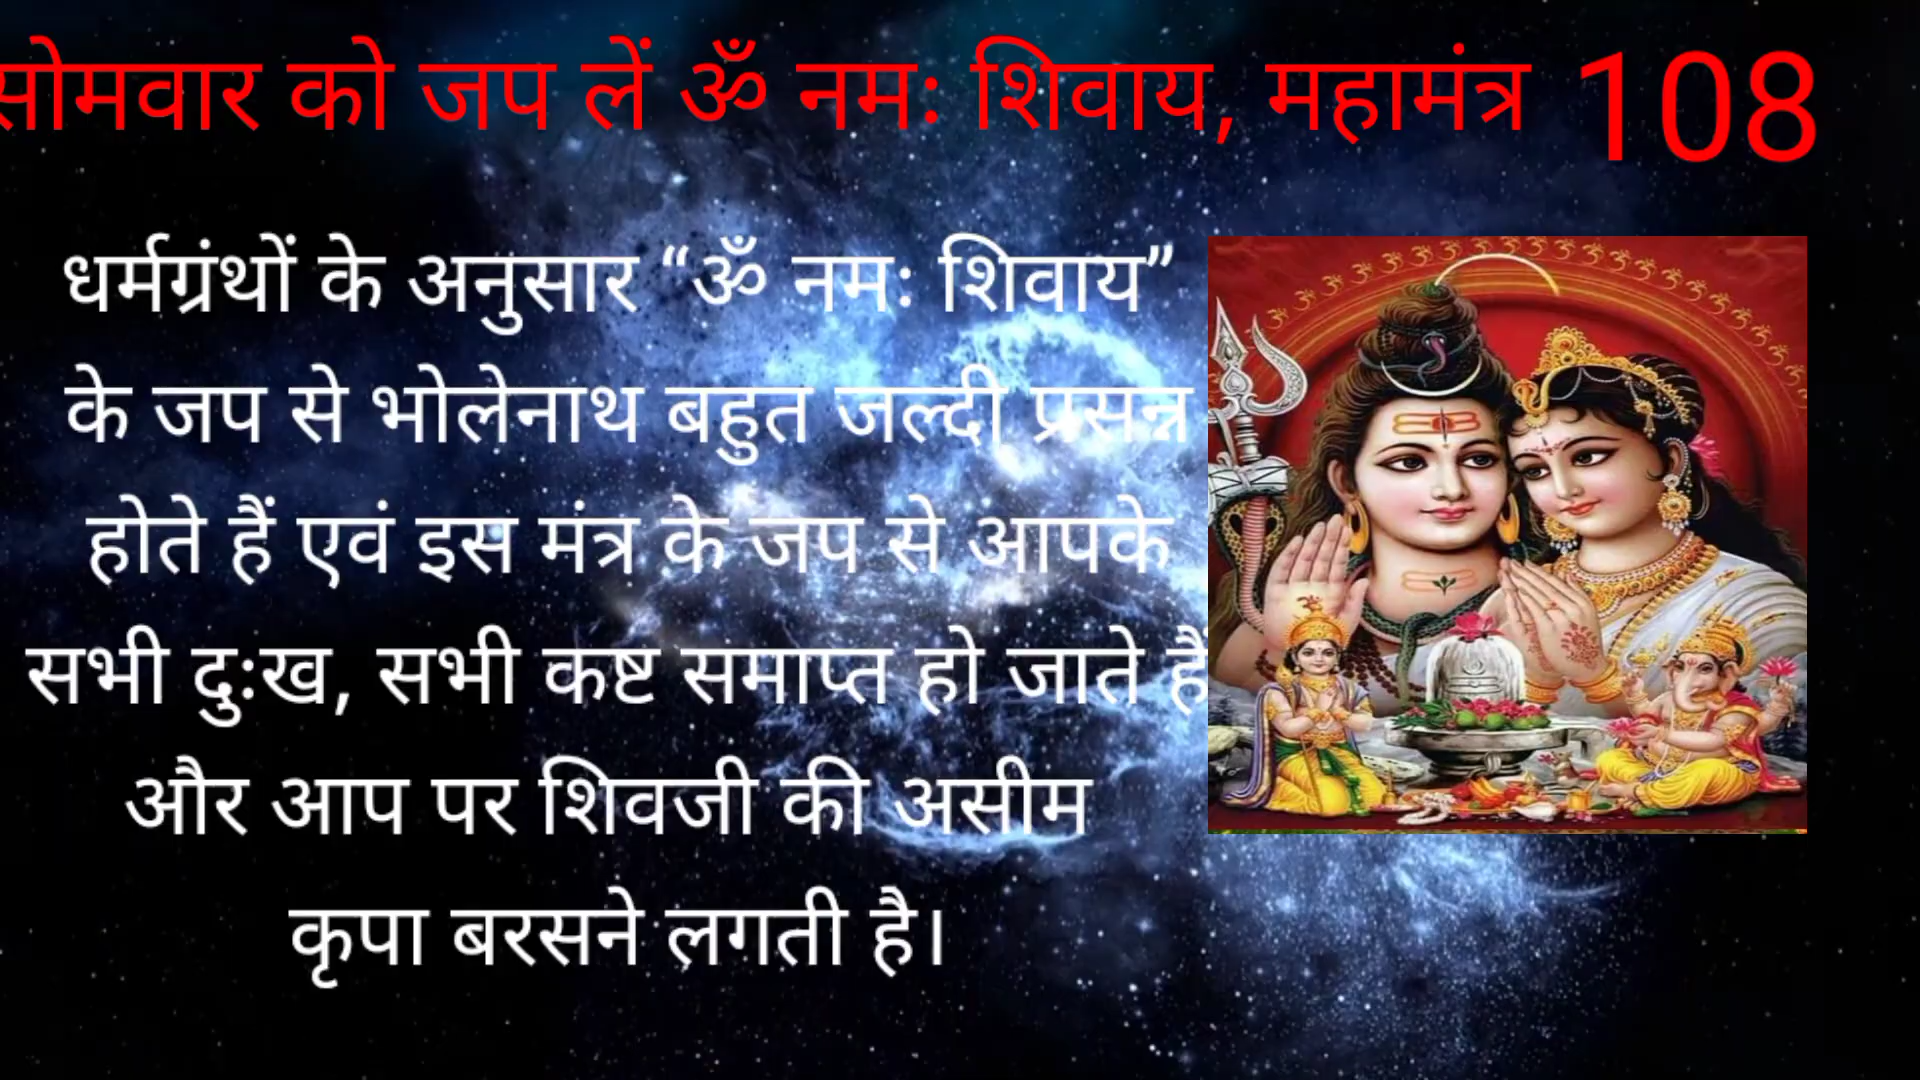 सोमवार को जप लें ॐ नमः शिवाय, महामंत्र 108
धर्मग्रंथों के अनुसार “ॐ नमः शिवाय”
के जप से भोलेनाथ बहुत जल्दी प्रसन्न
होते हैं एवं इस मंत्र के जप से आपके
सभी दुःख, सभी कष्ट समाप्त हो जाते हैं
और आप पर शिवजी की असीम
कृपा बरसने लगती है।